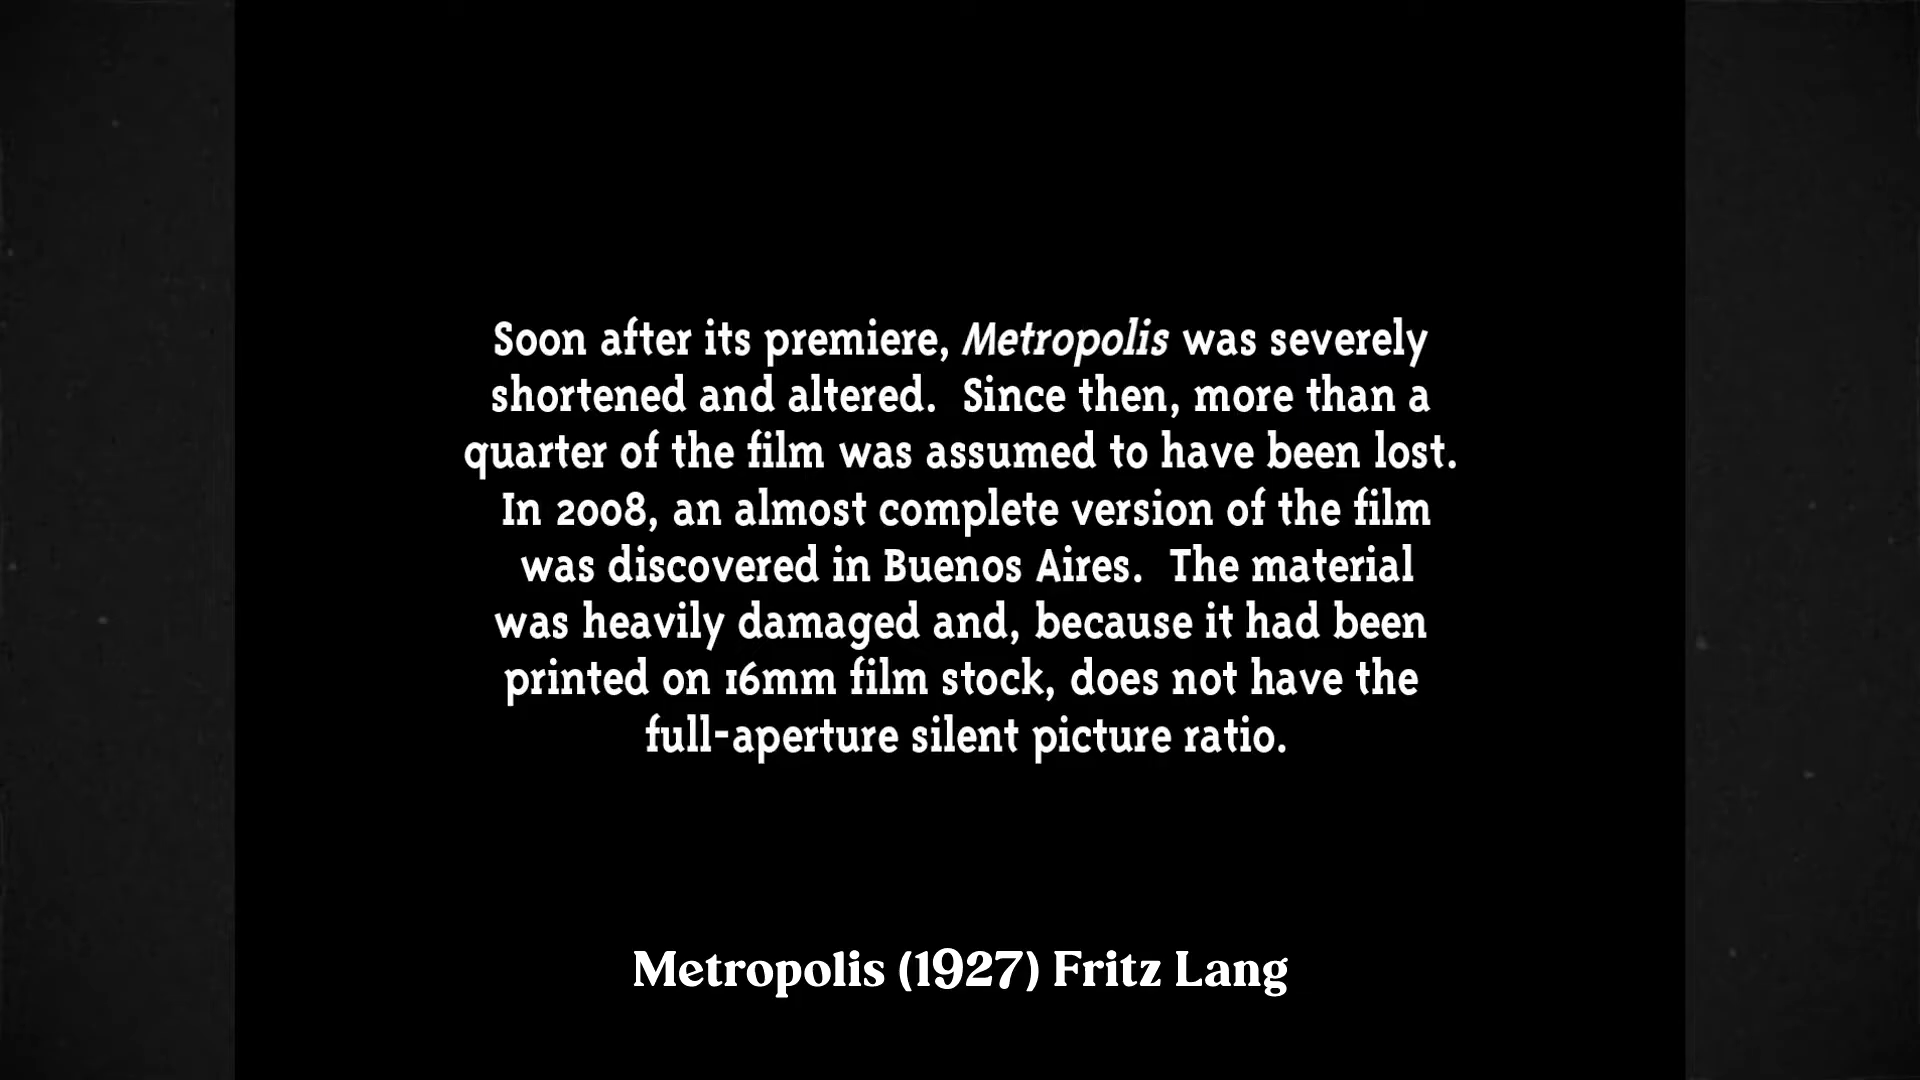 Soon after its premiere, Metropolis was severely
shortened and altered.  Since then, more than a
quarter of the film was assumed to have been lost.
In 2008, an almost complete version of the film
was discovered in Buenos Aires.  The material
was heavily damaged and, because it had been
printed on 16mm film stock, does not have the
full-aperture silent picture ratio.
Metropolis (1927) Fritz Lang